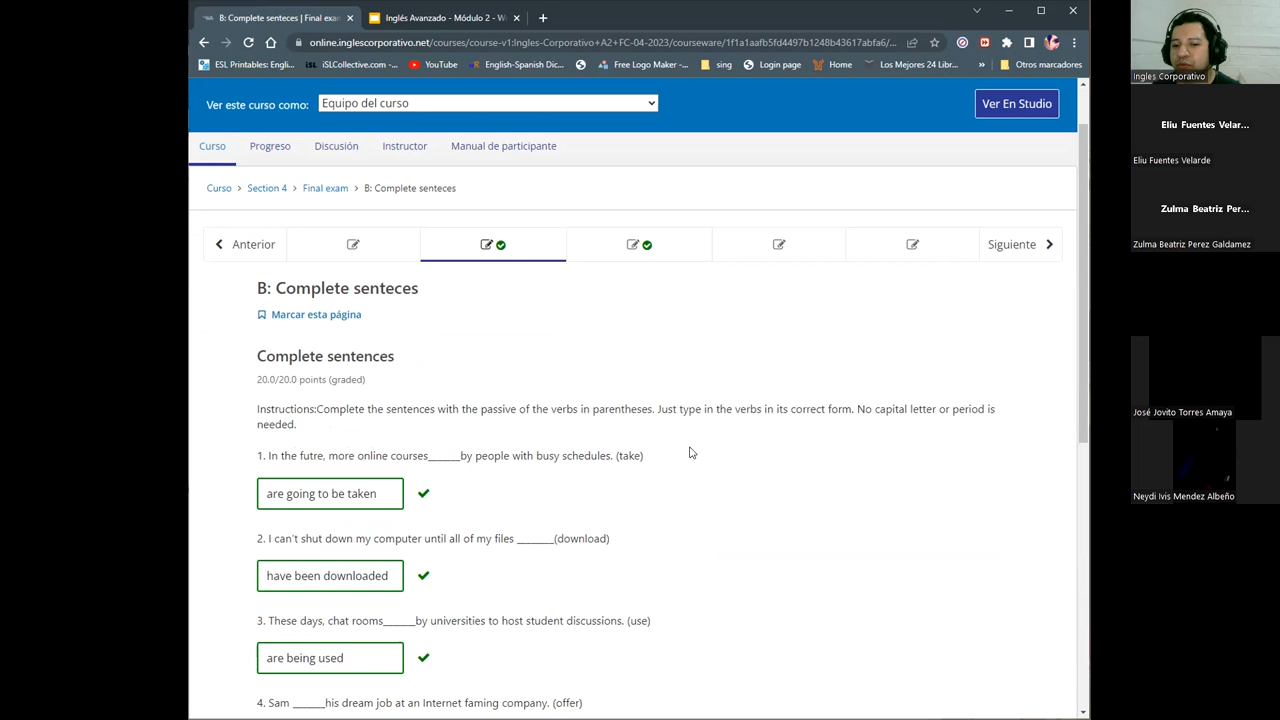 B: Complete senteces | Final exam
Inglés Avanzado - Módulo 2 - W
online.inglescorporativo.net/courses/course-v1:Ingles-Corporativo+A2+FC-04-2023/courseware/1f1a1aafb5fd4497b1248b43617abfa6/...
ESL Printables: Engli...
iSL
iSLCollective.com -...
YouTube
English-Spanish Dic...
Free Logo Maker -...
sing
Login page
Home
Los Mejores 24 Libr...
»
Otros marcadores
Ver este curso como:
Equipo del curso
Ver En Studio
Curso
Progreso
Discusión
Instructor
Manual de participante
Curso > Section 4 > Final exam > B: Complete senteces
Anterior
Siguiente
B: Complete senteces
Marcar esta página
Complete sentences
20.0/20.0 points (graded)
Instructions:Complete the sentences with the passive of the verbs in parentheses. Just type in the verbs in its correct form. No capital letter or period is
needed.
1. In the futre, more online courses______by people with busy schedules. (take)
are going to be taken
2. I can't shut down my computer until all of my files _______(download)
have been downloaded
3. These days, chat rooms______by universities to host student discussions. (use)
are being used
4. Sam ______his dream job at an Internet faming company. (offer)
Ingles Corporativo
Eliu Fuentes Velar...
Eliu Fuentes Velarde
Zulma Beatriz Per...
Zulma Beatriz Perez Galdamez
José Jovito Torres Amaya
Neydi Ivis Mendez Albeño